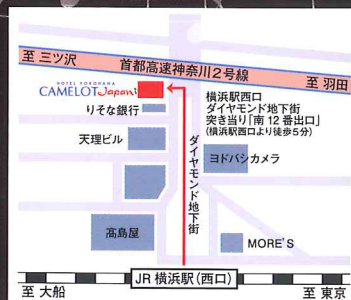 至 三ツ沢
首都高速神奈川2号線
至 羽田
HOTEL YOKOHAMA
CAMELOT Japan
りそな銀行
横浜駅西口
ダイヤモンド地下街
突き当り「南12番出口」
(横浜駅西口より徒歩5分)
天理ビル
ダイヤモンド地下街
ヨドバシカメラ
高島屋
MORE'S
JR 横浜駅(西口)
至 大船
至 東京